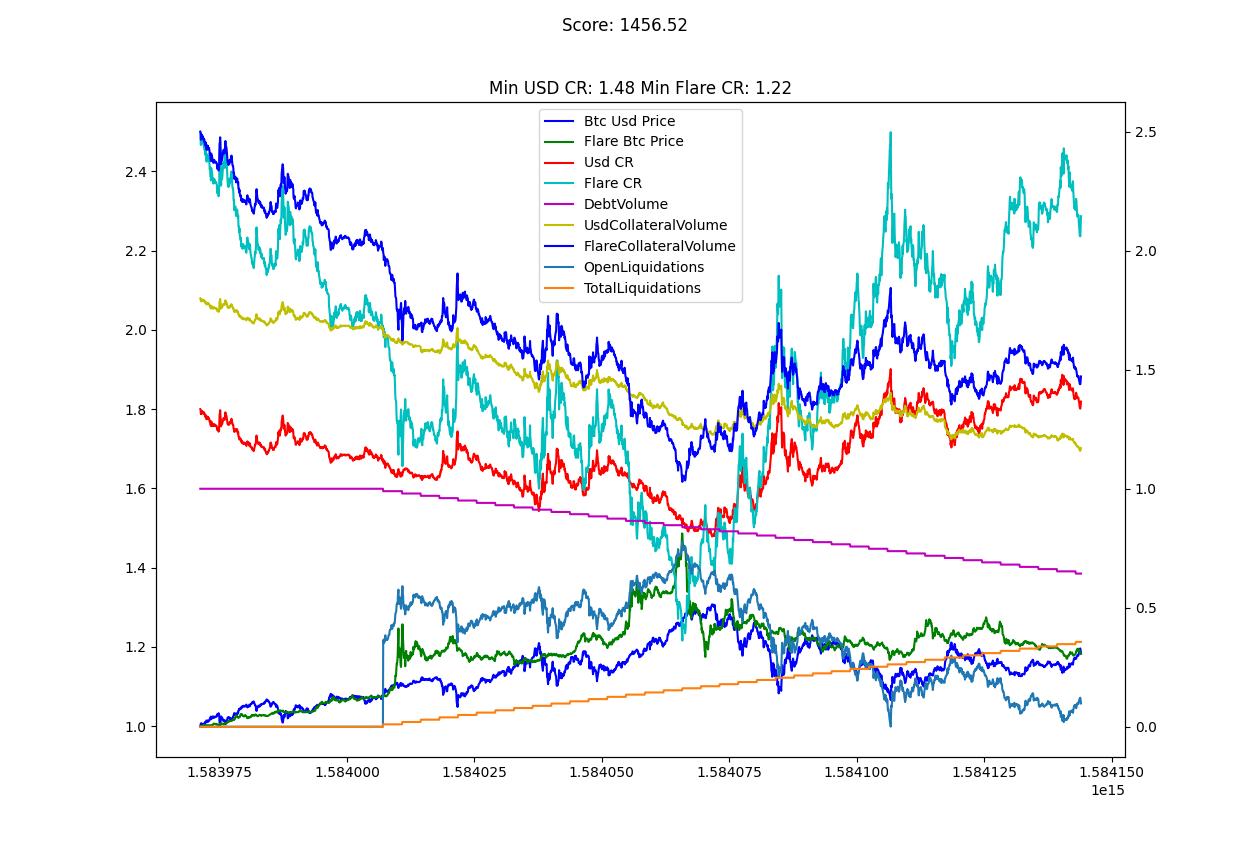 Score: 1456.52
Min USD CR: 1.48 Min Flare CR: 1.22
Btc Usd Price
Flare Btc Price
Usd CR
Flare CR
DebtVolume
UsdCollateralVolume
FlareCollateralVolume
OpenLiquidations
TotalLiquidations
2.4
2.2
2.0
1.8
1.6
1.4
1.2
1.0
2.5
2.0
1.5
1.0
0.5
0.0
1.583975
1.584000
1.584025
1.584050
1.584075
1.584100
1.584125
1.584150
1e15